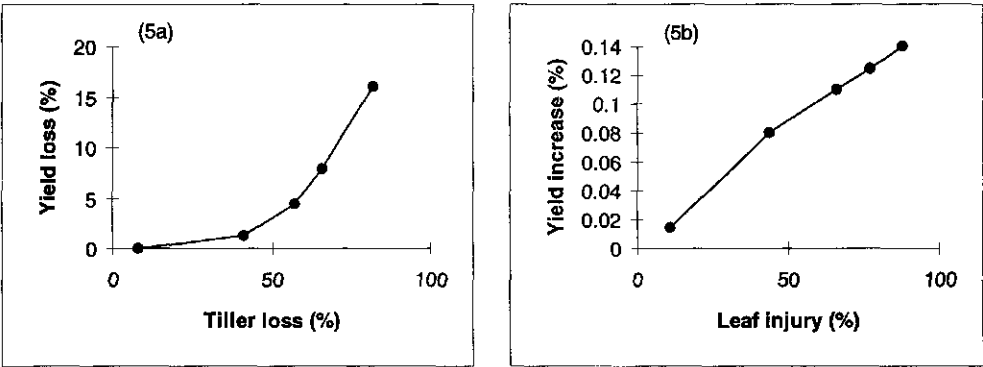 (5a)
Yield loss (%)
20
15
10
5
0
0 50 100
Tiller loss (%)
(5b)
Yield increase (%)
0.14
0.12
0.1
0.08
0.06
0.04
0.02
0
0 50 100
Leaf injury (%)